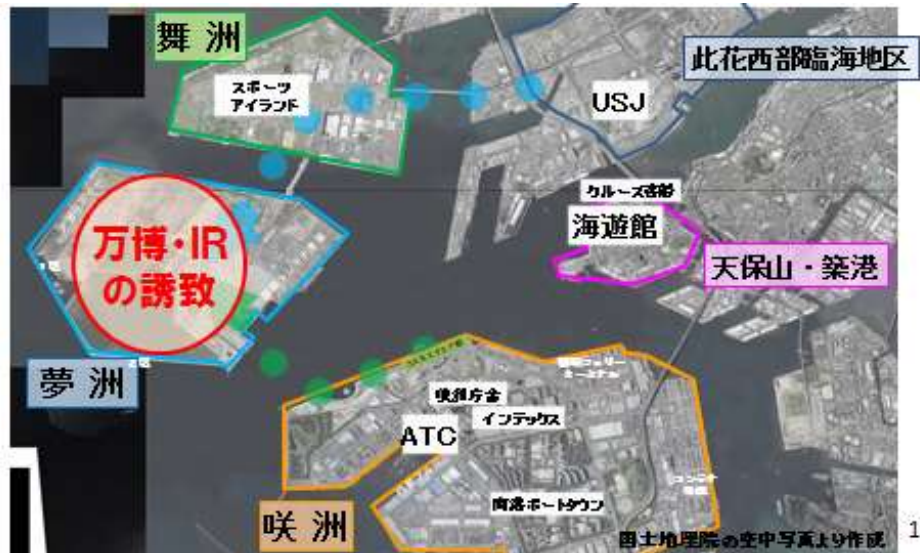 舞 洲
スポーツ
アイランド
此花西部臨海地区
USJ
クルーズ客船
海遊館
天保山・築港
万博・IR
の誘致
夢 洲
咲洲庁舎
インテックス
ATC
南港ポートタウン
咲 洲
国土地理院の空中写真より作成
1